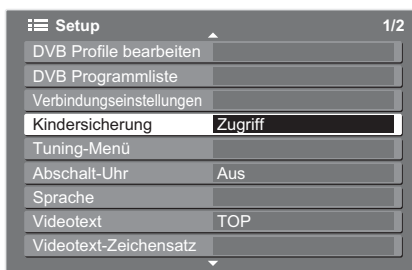 Setup 1/2
DVB Profile bearbeiten
DVB Programmliste
Verbindungseinstellungen
Kindersicherung Zugriff
Tuning-Menü
Abschalt-Uhr Aus
Sprache
Videotext TOP
Videotext-Zeichensatz